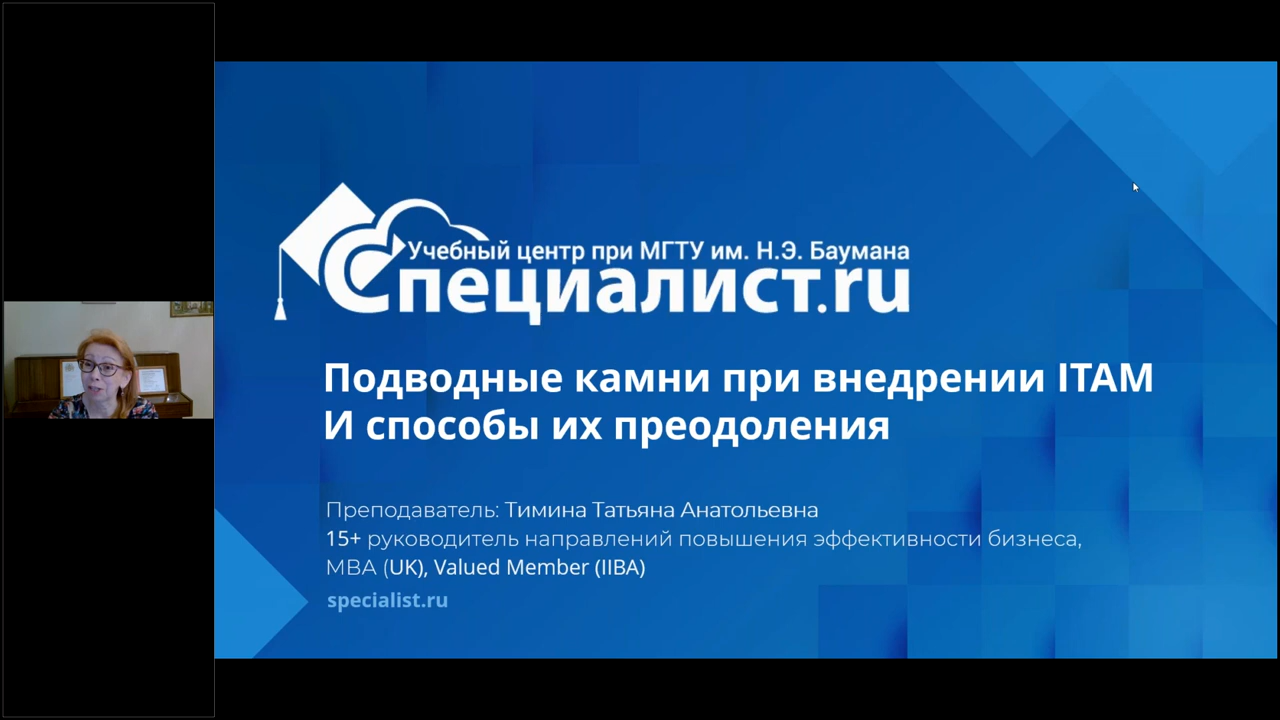 Учебный центр при МГТУ им. Н.Э. Баумана
Специалист.ru
Подводные камни при внедрении ITAM
И способы их преодоления
Преподаватель: Тимина Татьяна Анатольевна
15+ руководитель направлений повышения эффективности бизнеса,
MBA (UK), Valued Member (IIBA)
specialist.ru